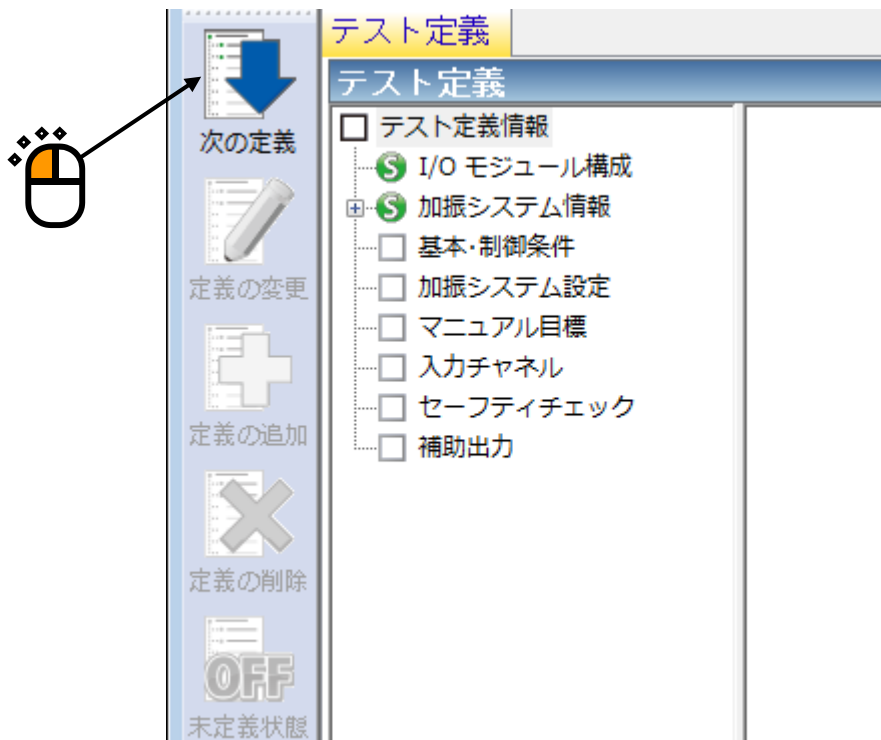 テスト定義
テスト定義
次の定義
定義の変更
定義の追加
定義の削除
OFF
未定義状態
テスト定義情報
S I/O モジュール構成
S 加振システム情報
基本・制御条件
加振システム設定
マニュアル目標
入力チャネル
セーフティチェック
補助出力